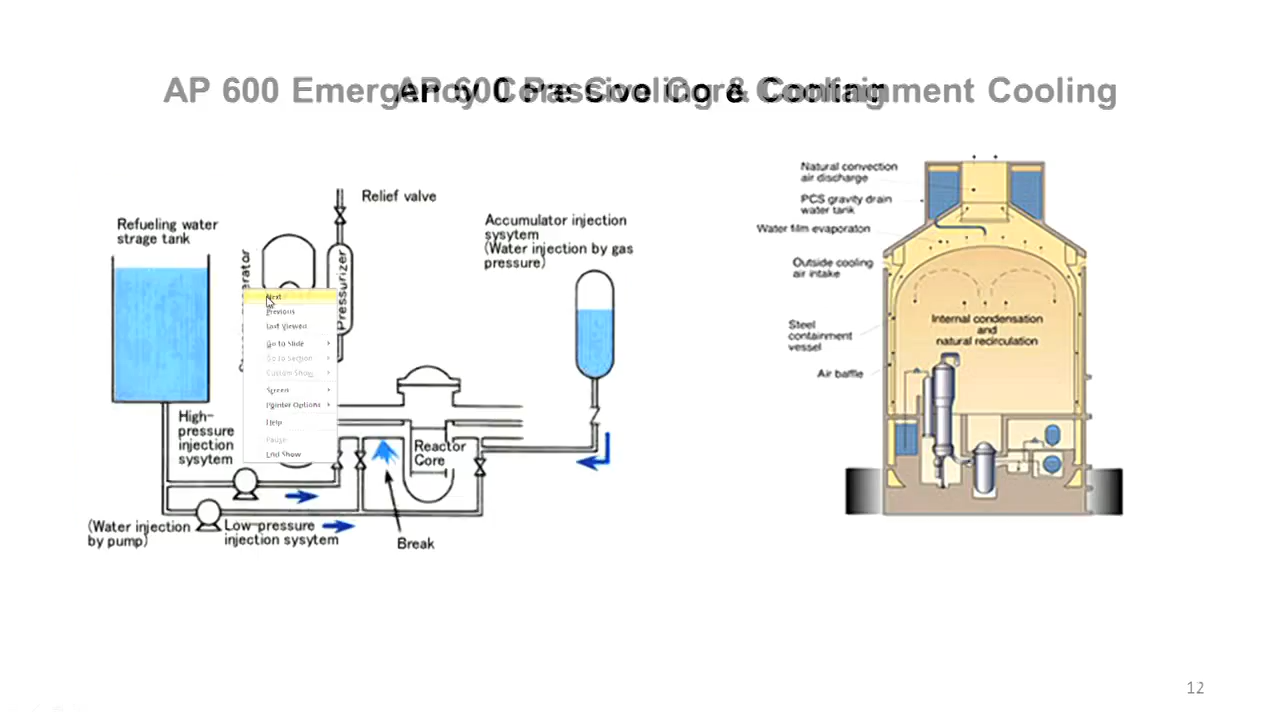 AP 600 Emergency Core Cooling & Containment Cooling
AP 600 Passive Core Cooling
Relief valve
Refueling water
strage tank
Pressurizer
Accumulator injection
sysytem
(Water injection by gas
pressure)
High-
pressure
injection
sysytem
Reactor
Core
(Water injection
by pump)
Low-pressure
injection sysytem
Break
Next
Previous
Last Viewed
Go to Slide
Go to Section
Custom Show
Screen
Pointer Options
Help
Pause
End Show
Natural convection
air discharge
PCS gravity drain
water tank
Water film evaporaton
Outside cooling
air intake
Internal condensation
and
natural recirculation
Steel
containment
vessel
Air baffle
12